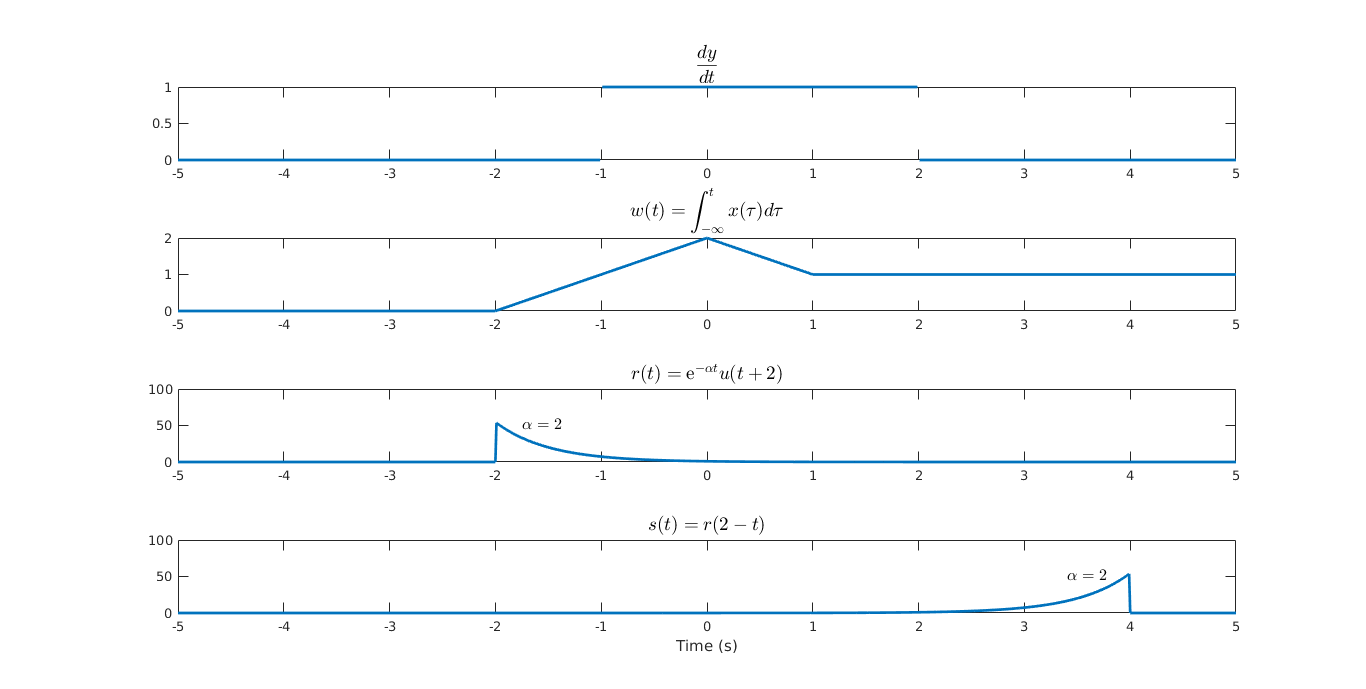 dy
dt
1
0.5
0
-5 -4 -3 -2 -1 0 1 2 3 4 5
w(t) = ∫_{-∞}^{t} x(τ)dτ
2
1
0
-5 -4 -3 -2 -1 0 1 2 3 4 5
r(t) = e^{-αt}u(t + 2)
100
α = 2
50
0
-5 -4 -3 -2 -1 0 1 2 3 4 5
s(t) = r(2 − t)
100
50 α = 2
0
-5 -4 -3 -2 -1 0 1 2 3 4 5
Time (s)